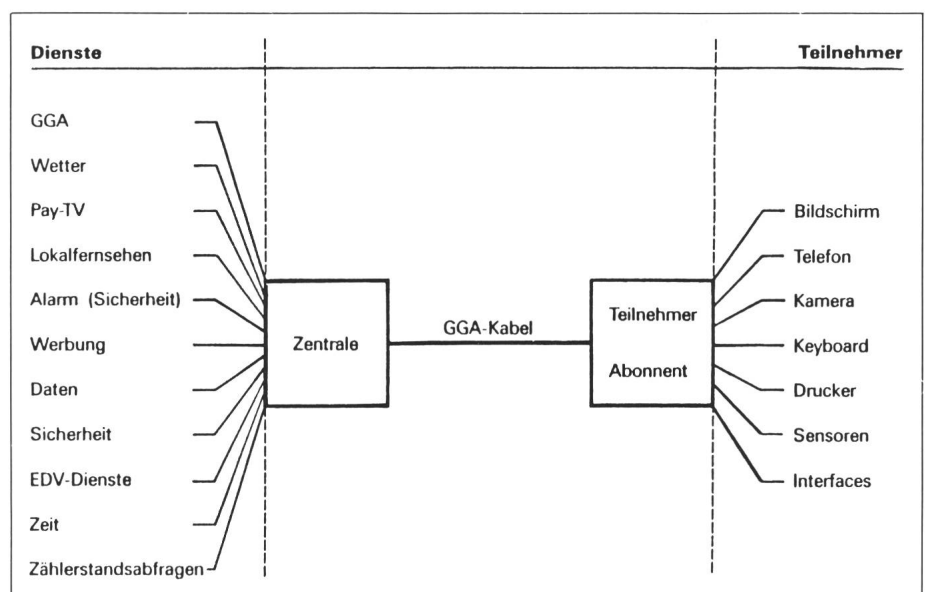 Dienste
Teilnehmer
GGA
Wetter
Pay-TV
Lokalfernsehen
Alarm (Sicherheit)
Werbung
Daten
Sicherheit
EDV-Dienste
Zeit
Zählerstandsabfragen
Zentrale
GGA-Kabel
Teilnehmer
Abonnent
Bildschirm
Telefon
Kamera
Keyboard
Drucker
Sensoren
Interfaces